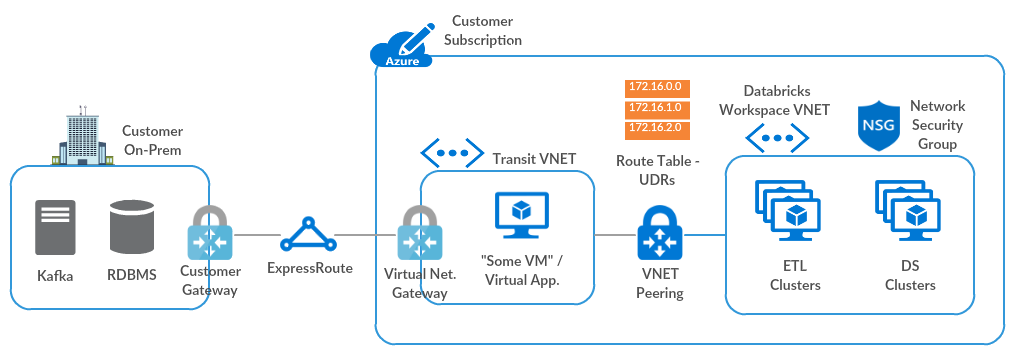 Customer
Subscription
Azure
Customer
On-Prem
Kafka
RDBMS
Customer
Gateway
ExpressRoute
Virtual Net.
Gateway
Transit VNET
"Some VM" /
Virtual App.
172.16.0.0
172.16.1.0
172.16.2.0
Route Table -
UDRs
VNET
Peering
Databricks
Workspace VNET
NSG
Network
Security
Group
ETL
Clusters
DS
Clusters